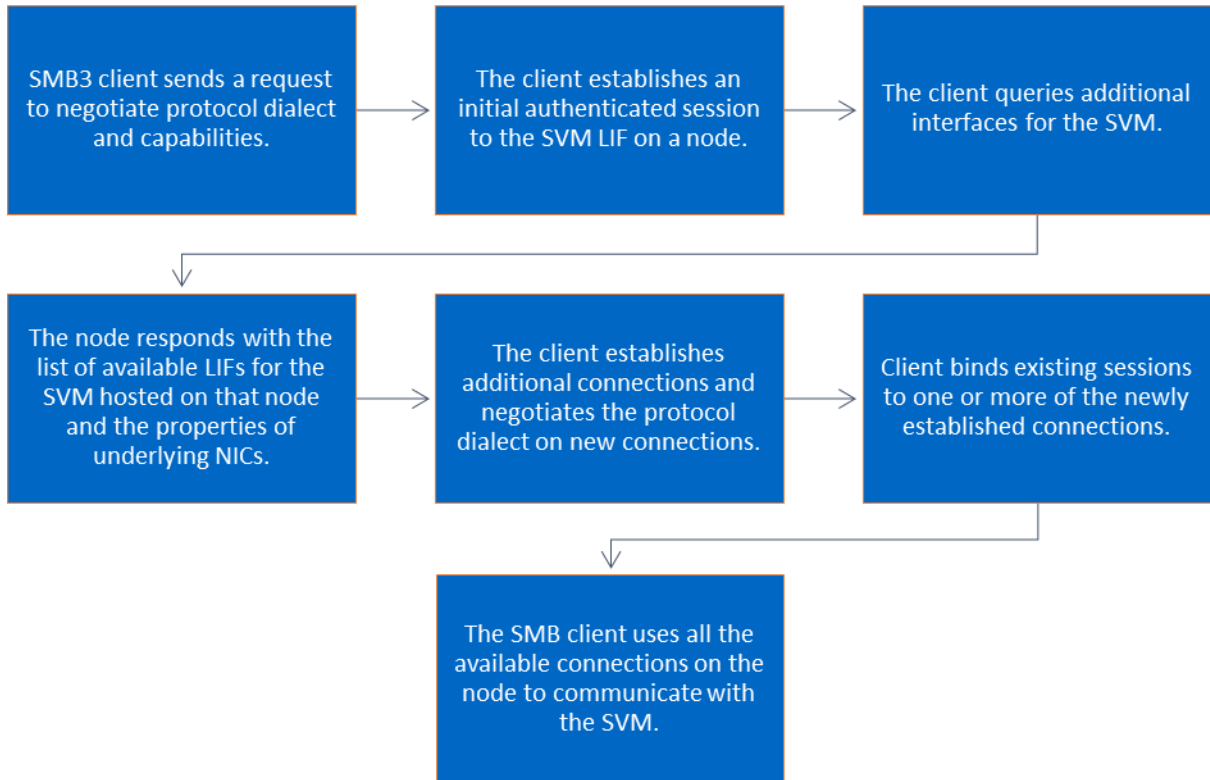 SMB3 client sends a request
to negotiate protocol dialect
and capabilities.
The client establishes an
initial authenticated session
to the SVM LIF on a node.
The client queries additional
interfaces for the SVM.
The node responds with the
list of available LIFs for the
SVM hosted on that node
and the properties of
underlying NICs.
The client establishes
additional connections and
negotiates the protocol
dialect on new connections.
Client binds existing sessions
to one or more of the newly
established connections.
The SMB client uses all the
available connections on the
node to communicate with
the SVM.